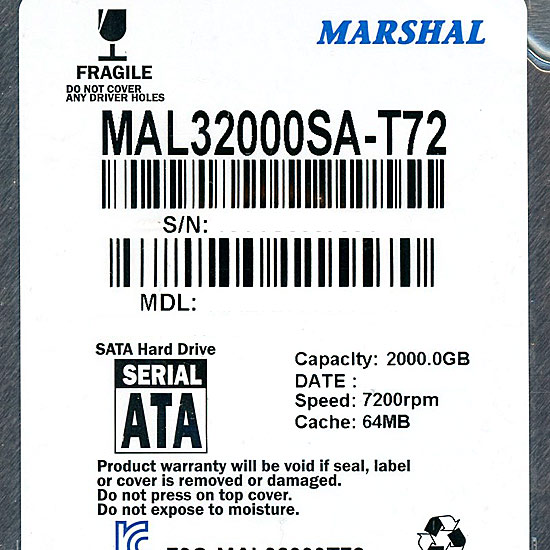 MARSHAL
FRAGILE
DO NOT COVER
ANY DRIVER HOLES
MAL32000SA-T72
S/N:
MDL:
SATA Hard Drive
SERIAL
ATA
Capacity: 2000.0GB
DATE :
Speed: 7200rpm
Cache: 64MB
Product warranty will be void if seal, label
or cover is removed or damaged.
Do not press on top cover.
Do not expose to moisture.